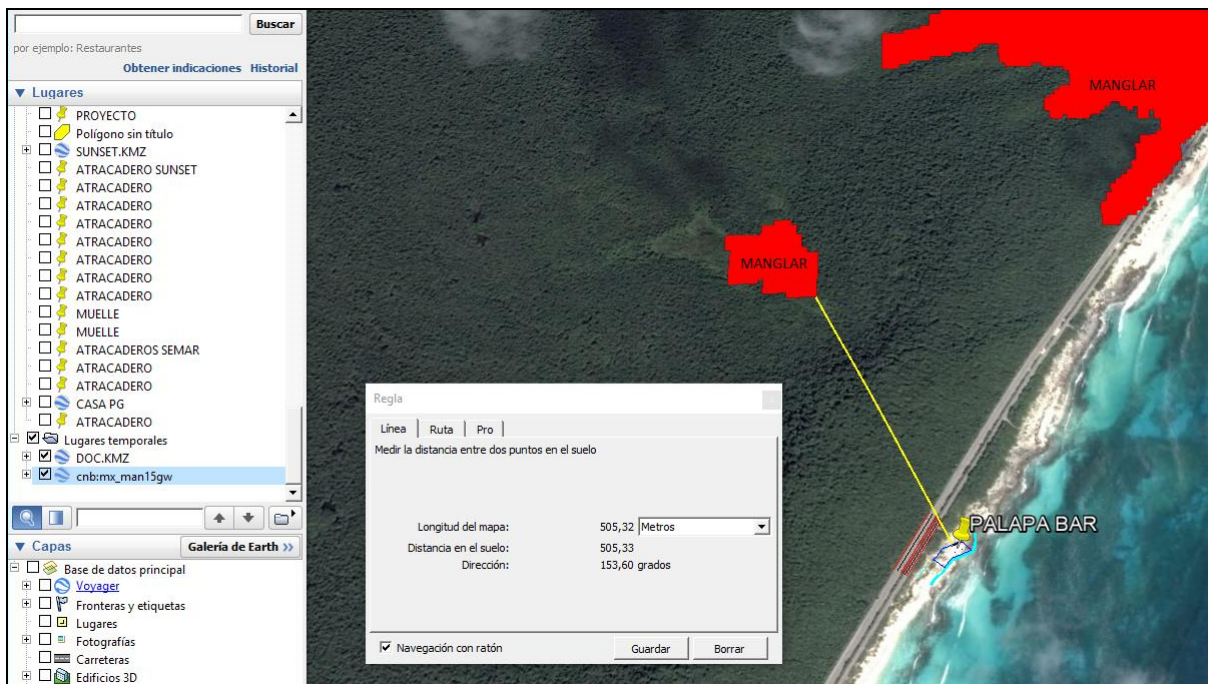 Buscar
por ejemplo: Restaurantes
Obtener indicaciones Historial
Lugares
PROYECTO
Polígono sin título
SUNSET.KMZ
ATRACADERO SUNSET
ATRACADERO
ATRACADERO
ATRACADERO
ATRACADERO
ATRACADERO
ATRACADERO
ATRACADERO
MUELLE
MUELLE
ATRACADEROS SEMAR
ATRACADERO
ATRACADERO
CASA PG
ATRACADERO
Lugares temporales
DOC.KMZ
cnb:mx_man15gw
Capas Galería de Earth >>
Base de datos principal
Voyager
Fronteras y etiquetas
Lugares
Fotografías
Carreteras
Edificios 3D
MANGLAR
MANGLAR
PALAPA BAR
Regla
Línea Ruta Pro
Medir la distancia entre dos puntos en el suelo
Longitud del mapa: 505,32 Metros
Distancia en el suelo: 505,33
Dirección: 153,60 grados
Navegación con ratón Guardar Borrar